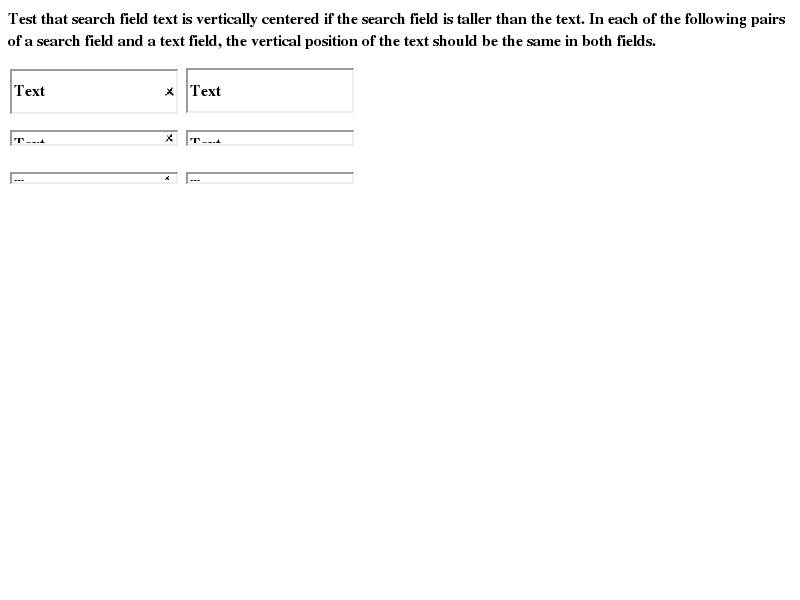 Test that search field text is vertically centered if the search field is taller than the text. In each of the following pairs
of a search field and a text field, the vertical position of the text should be the same in both fields.
Text Text